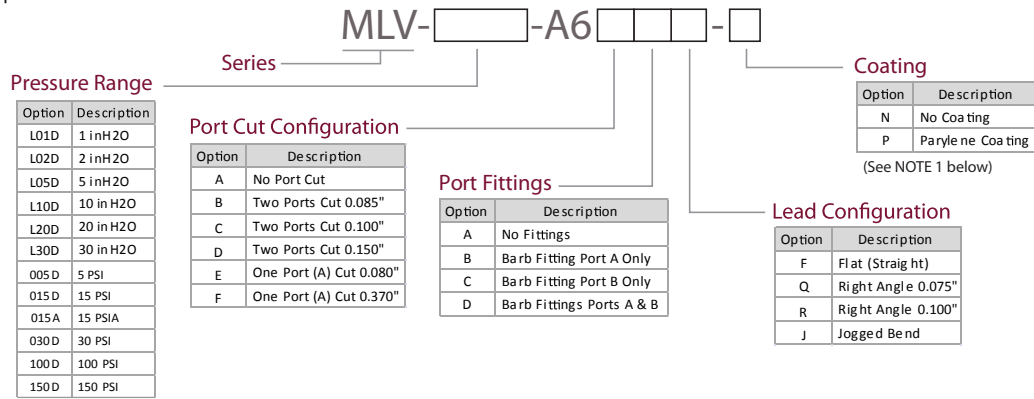 MLV- -A6 -
Series
Pressure Range
Option Description
L01D 1 inH2O
L02D 2 inH2O
L05D 5 inH2O
L10D 10 inH2O
L20D 20 inH2O
L30D 30 inH2O
005D 5 PSI
015D 15 PSI
015A 15 PSIA
030D 30 PSI
100D 100 PSI
150D 150 PSI
Port Cut Configuration
Option Description
A No Port Cut
B Two Ports Cut 0.085"
C Two Ports Cut 0.100"
D Two Ports Cut 0.150"
E One Port (A) Cut 0.080"
F One Port (A) Cut 0.370"
Port Fittings
Option Description
A No Fittings
B Barb Fitting Port A Only
C Barb Fitting Port B Only
D Barb Fittings Ports A & B
Lead Configuration
Option Description
F Flat (Straight)
Q Right Angle 0.075"
R Right Angle 0.100"
J Jogged Bend
Coating
Option Description
N No Coating
P Parylene Coating
(See NOTE 1 below)